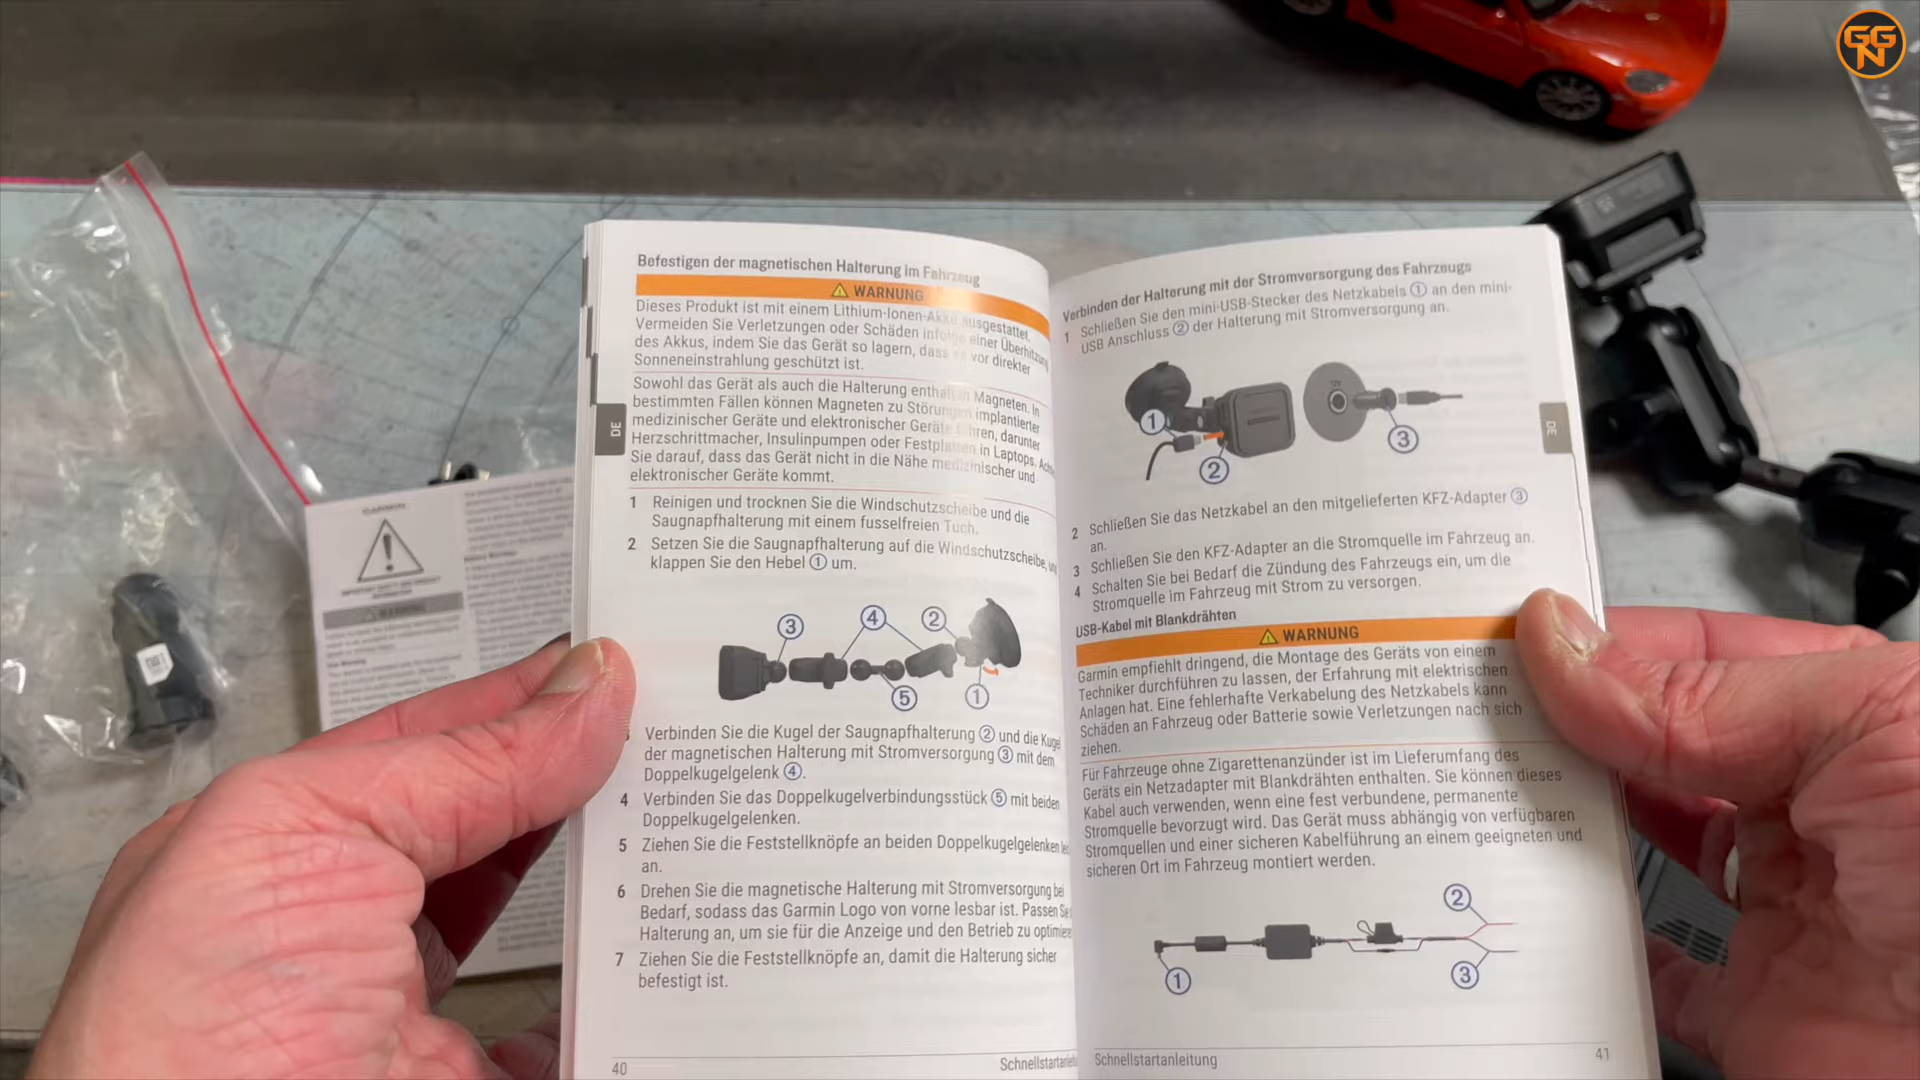 GGN
Befestigen der magnetischen Halterung im Fahrzeug
WARNUNG
Dieses Produkt ist mit einem Lithium-Ionen-Akku ausgestattet.
Vermeiden Sie Verletzungen oder Schäden infolge einer Überhitzung
des Akkus, indem Sie das Gerät so lagern, dass es vor direkter
Sonneneinstrahlung geschützt ist.
Sowohl das Gerät als auch die Halterung enthalten Magneten. In
bestimmten Fällen können Magneten zu Störungen implantierter
medizinischer Geräte und elektronischer Geräte führen, darunter
Herzschrittmacher, Insulinpumpen oder Festplatten in Laptops. Achten
Sie darauf, dass das Gerät nicht in die Nähe medizinischer und
elektronischer Geräte kommt.
1 Reinigen und trocknen Sie die Windschutzscheibe und die
Saugnapfhalterung mit einem fusselfreien Tuch.
2 Setzen Sie die Saugnapfhalterung auf die Windschutzscheibe,
klappen Sie den Hebel ① um.
③ ④ ②
⑤ ①
Verbinden Sie die Kugel der Saugnapfhalterung ② und die Kugel
der magnetischen Halterung mit Stromversorgung ③ mit dem
Doppelkugelgelenk ④.
4 Verbinden Sie das Doppelkugelverbindungsstück ⑤ mit beiden
Doppelkugelgelenken.
5 Ziehen Sie die Feststellknöpfe an beiden Doppelkugelgelenken
an.
6 Drehen Sie die magnetische Halterung mit Stromversorgung bei
Bedarf, sodass das Garmin Logo von vorne lesbar ist. Passen
Halterung an, um sie für die Anzeige und den Betrieb zu
7 Ziehen Sie die Feststellknöpfe an, damit die Halterung sicher
befestigt ist.
40
DE
Verbinden der Halterung mit der Stromversorgung des Fahrzeugs
1 Schließen Sie den mini-USB-Stecker des Netzkabels ① an den mini-
USB Anschluss ② der Halterung mit Stromversorgung an.
12V
① ② ③
2 Schließen Sie das Netzkabel an den mitgelieferten KFZ-Adapter ③
an.
3 Schließen Sie den KFZ-Adapter an die Stromquelle im Fahrzeug an.
4 Schalten Sie bei Bedarf die Zündung des Fahrzeugs ein, um die
Stromquelle im Fahrzeug mit Strom zu versorgen.
USB-Kabel mit Blankdrähten
WARNUNG
Garmin empfiehlt dringend, die Montage des Geräts von einem
Techniker durchführen zu lassen, der Erfahrung mit elektrischen
Anlagen hat. Eine fehlerhafte Verkabelung des Netzkabels kann
Schäden an Fahrzeug oder Batterie sowie Verletzungen nach sich
ziehen.
Für Fahrzeuge ohne Zigarettenanzünder ist im Lieferumfang des
Geräts ein Netzadapter mit Blankdrähten enthalten. Sie können dieses
Kabel auch verwenden, wenn eine fest verbundene, permanente
Stromquelle bevorzugt wird. Das Gerät muss abhängig von verfügbaren
Stromquellen und einer sicheren Kabelführung an einem geeigneten und
sicheren Ort im Fahrzeug montiert werden.
②
① ③
Schnellstartanleitung
41
DE
GARMIN